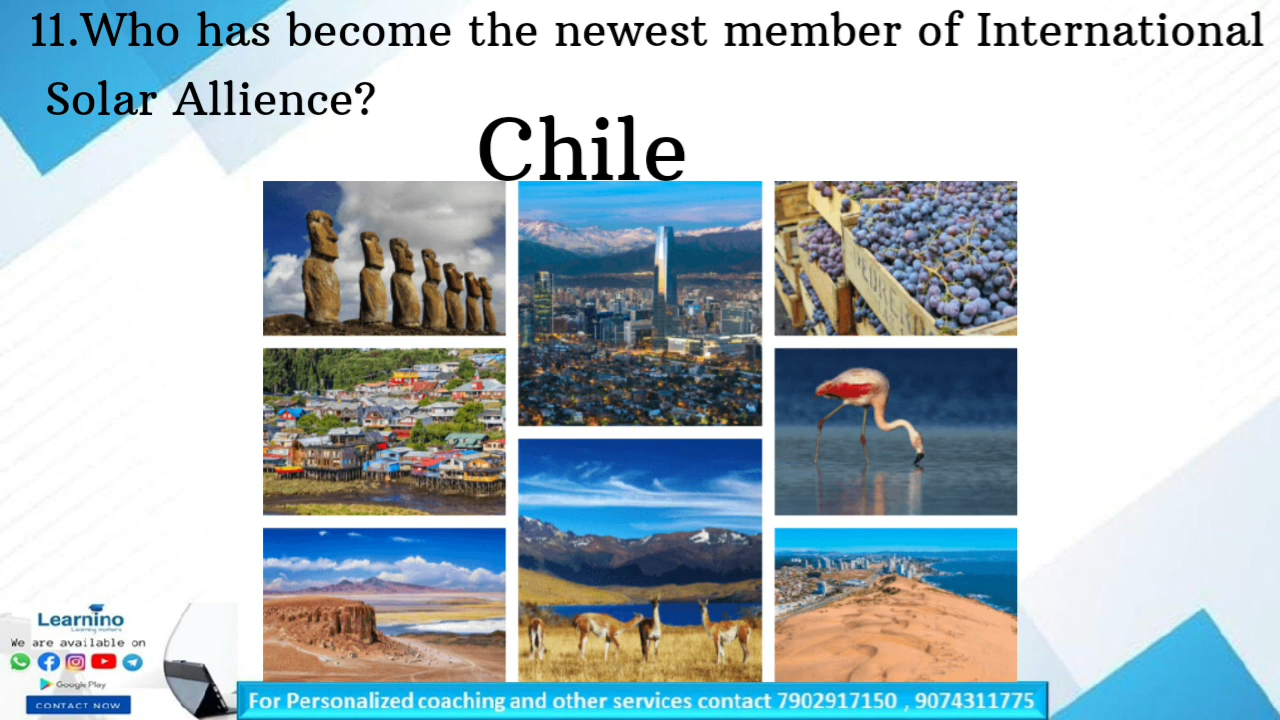 11.Who has become the newest member of International
Solar Allience?
Chile
Learnino
We are available on
Google Play
CONTACT NOW
For Personalized coaching and other services contact 7902917150 , 9074311775